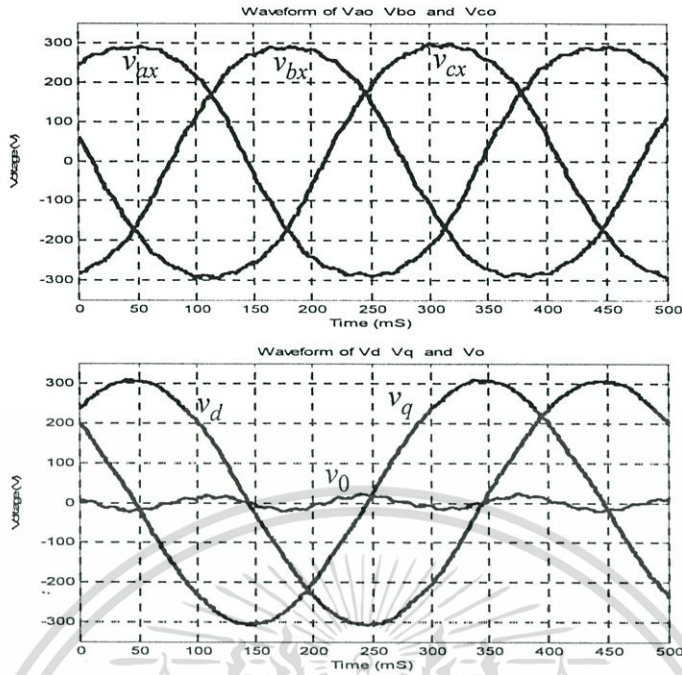 Waveform of Vao Vbo and Vco
Voltage(V)
300
200
100
0
-100
-200
-300
v_ax
v_bx
v_cx
0 50 100 150 200 250 300 350 400 450 500
Time (mS)
Waveform of Vd Vq and Vo
Voltage(V)
300
200
100
0
-100
-200
-300
v_d
v_q
v_0
0 50 100 150 200 250 300 350 400 450 500
Time (mS)